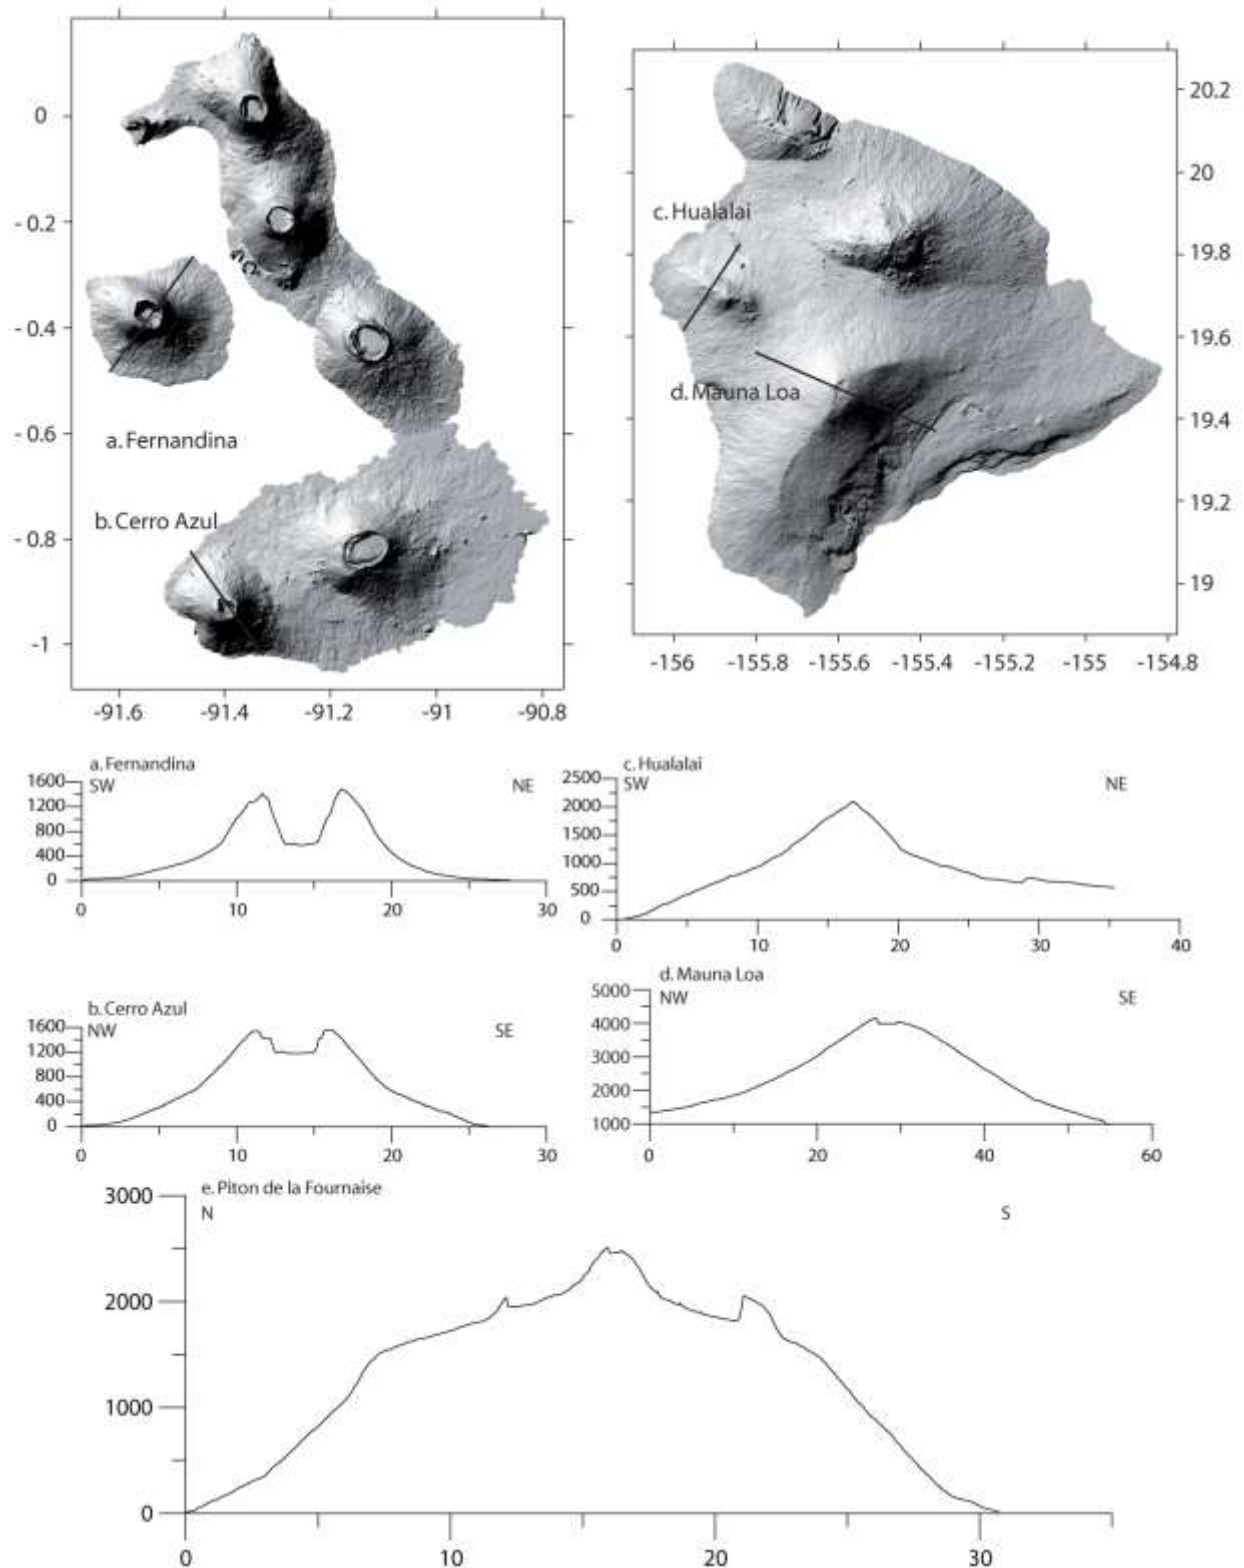 0
- 0.2
- 0.4
- 0.6
- 0.8
-1
-91.6 -91.4 -91.2 -91 -90.8
a. Fernandina
b. Cerro Azul
20.2
20
19.8
19.6
19.4
19.2
19
-156 -155.8 -155.6 -155.4 -155.2 -155 -154.8
c. Hualalai
d. Mauna Loa
a. Fernandina
SW NE
1600
1200
800
400
0
0 10 20 30
c. Hualalai
SW NE
2500
2000
1500
1000
500
0
0 10 20 30 40
b. Cerro Azul
NW SE
1600
1200
800
400
0
0 10 20 30
d. Mauna Loa
NW SE
5000
4000
3000
2000
1000
0 20 40 60
e. Piton de la Fournaise
N S
3000
2000
1000
0
0 10 20 30